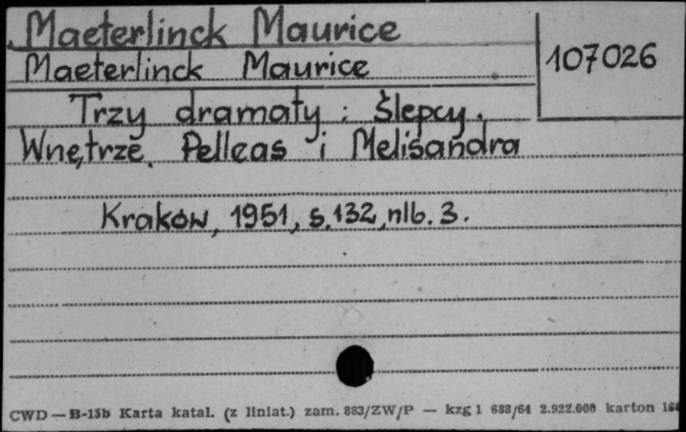 Maeterlinck Maurice
107026
Maeterlinck Maurice
Trzy dramaty: Ślepcy.
Wnętrze. Pelleas i Melisandra
Kraków, 1951, s. 132, nlb. 3.
CWD — B-15b Karta katal. (z liniat.) zam. 883/ZW/P — kzg 1 688/64 2.922.000 karton